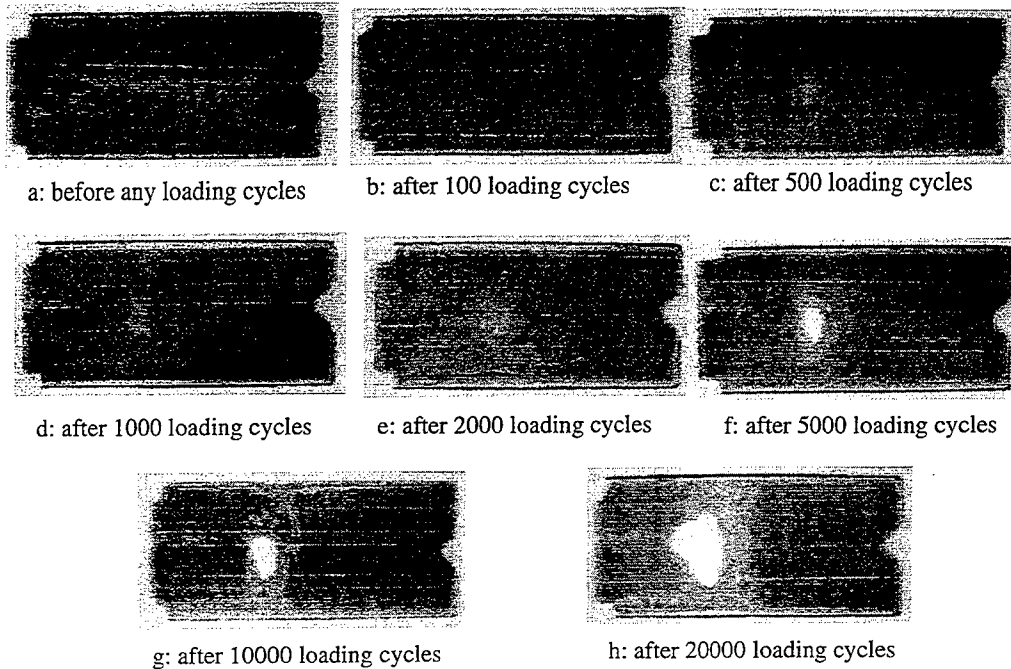 a: before any loading cycles
b: after 100 loading cycles
c: after 500 loading cycles
d: after 1000 loading cycles
e: after 2000 loading cycles
f: after 5000 loading cycles
g: after 10000 loading cycles
h: after 20000 loading cycles